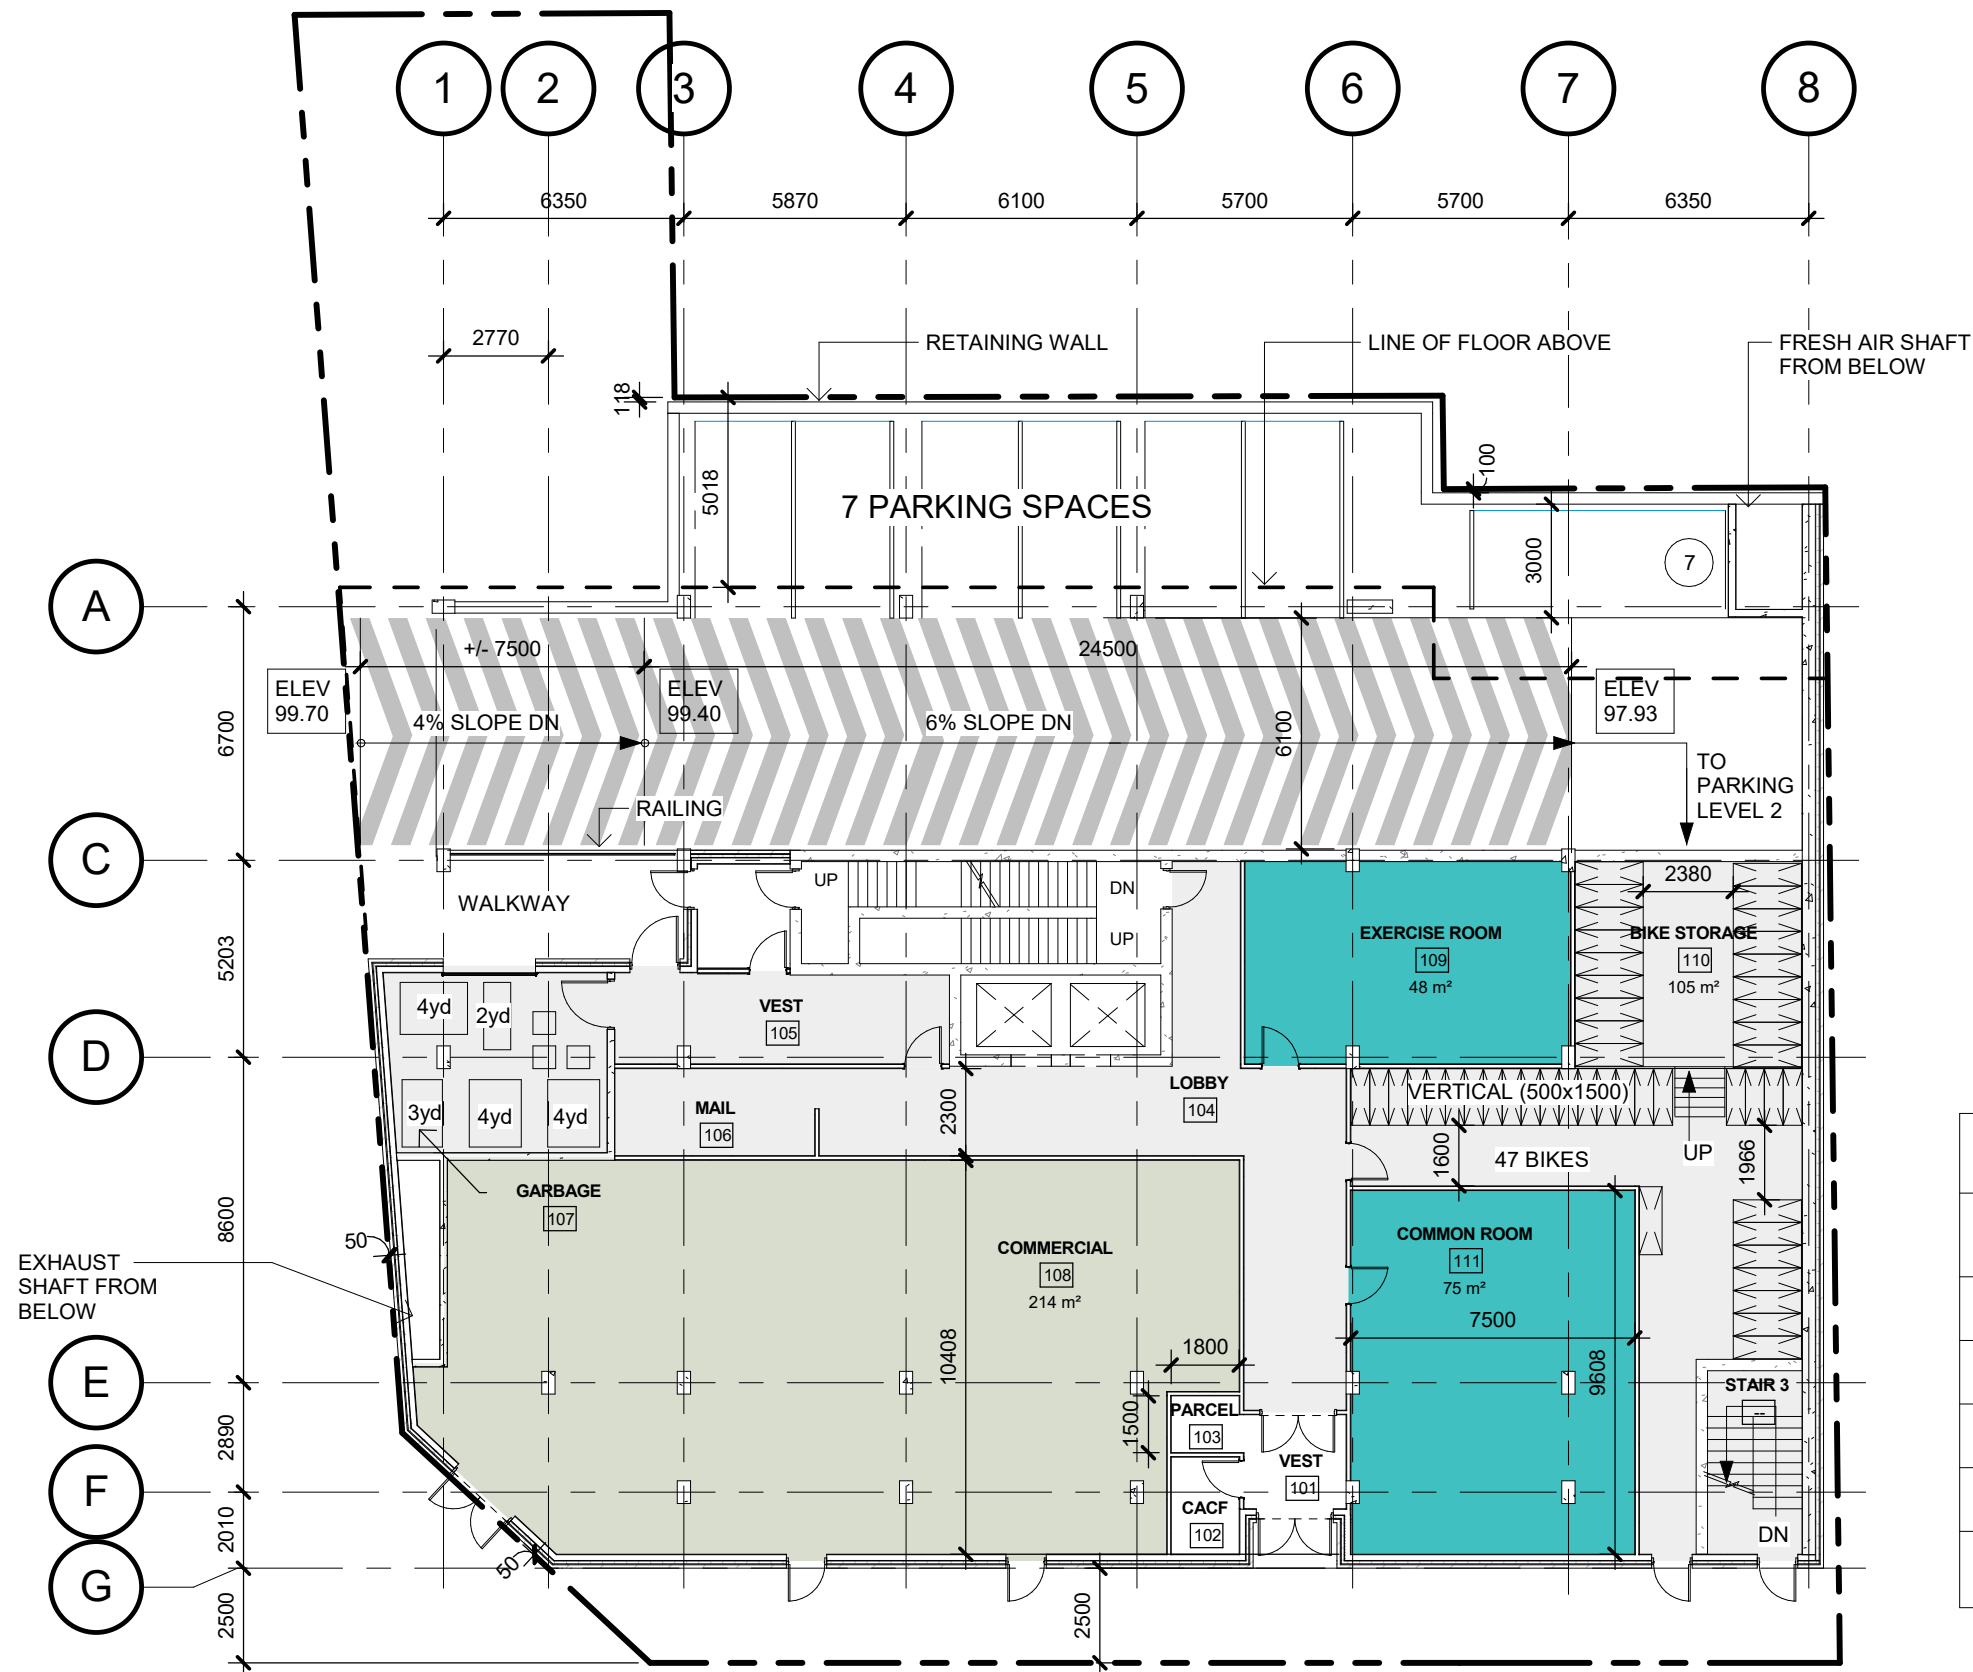 1
2
3
4
5
6
7
8
6350
5870
6100
5700
5700
6350
2770
RETAINING WALL
LINE OF FLOOR ABOVE
FRESH AIR SHAFT
FROM BELOW
118
5018
7 PARKING SPACES
100
3000
7
A
+/- 7500
24500
ELEV
99.70
ELEV
99.40
ELEV
97.93
4% SLOPE DN
6% SLOPE DN
6700
6100
TO
PARKING
LEVEL 2
RAILING
C
UP
DN
UP
WALKWAY
2380
EXERCISE ROOM
109
48 m²
BIKE STORAGE
110
105 m²
5203
4yd
2yd
VEST
105
D
LOBBY
104
VERTICAL (500x1500)
3yd
4yd
4yd
MAIL
106
2300
1600
47 BIKES
UP
1966
GARBAGE
107
8600
50
COMMERCIAL
108
214 m²
COMMON ROOM
111
75 m²
EXHAUST
SHAFT FROM
BELOW
7500
10408
1800
9608
E
STAIR 3
--
PARCEL
103
1500
2890
VEST
101
F
CACF
102
2010
DN
50
G
2500
2500